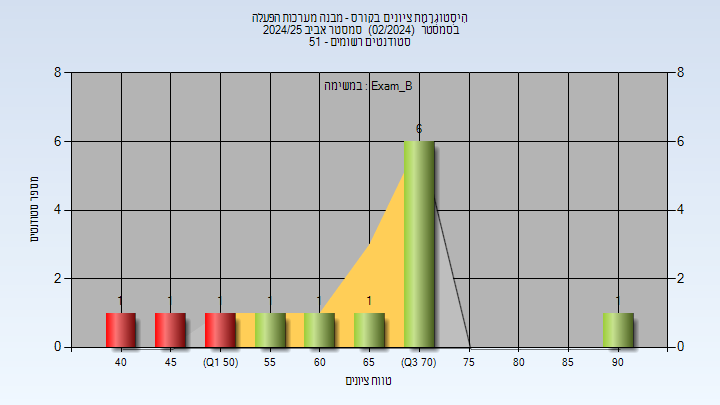 היסטוגרמת ציונים בקורס - מבנה מערכות הפעלה
בסמסטר (02/2024) סמסטר אביב 2024/25
סטודנטים רשומים - 51
במשימה : Exam_B
8 8
6 6
4 4
2 2
0 0
מספר סטודנטים
1 1 1 1 1 1 6 1
40 45 (Q1 50) 55 60 65 (Q3 70) 75 80 85 90
טווח ציונים